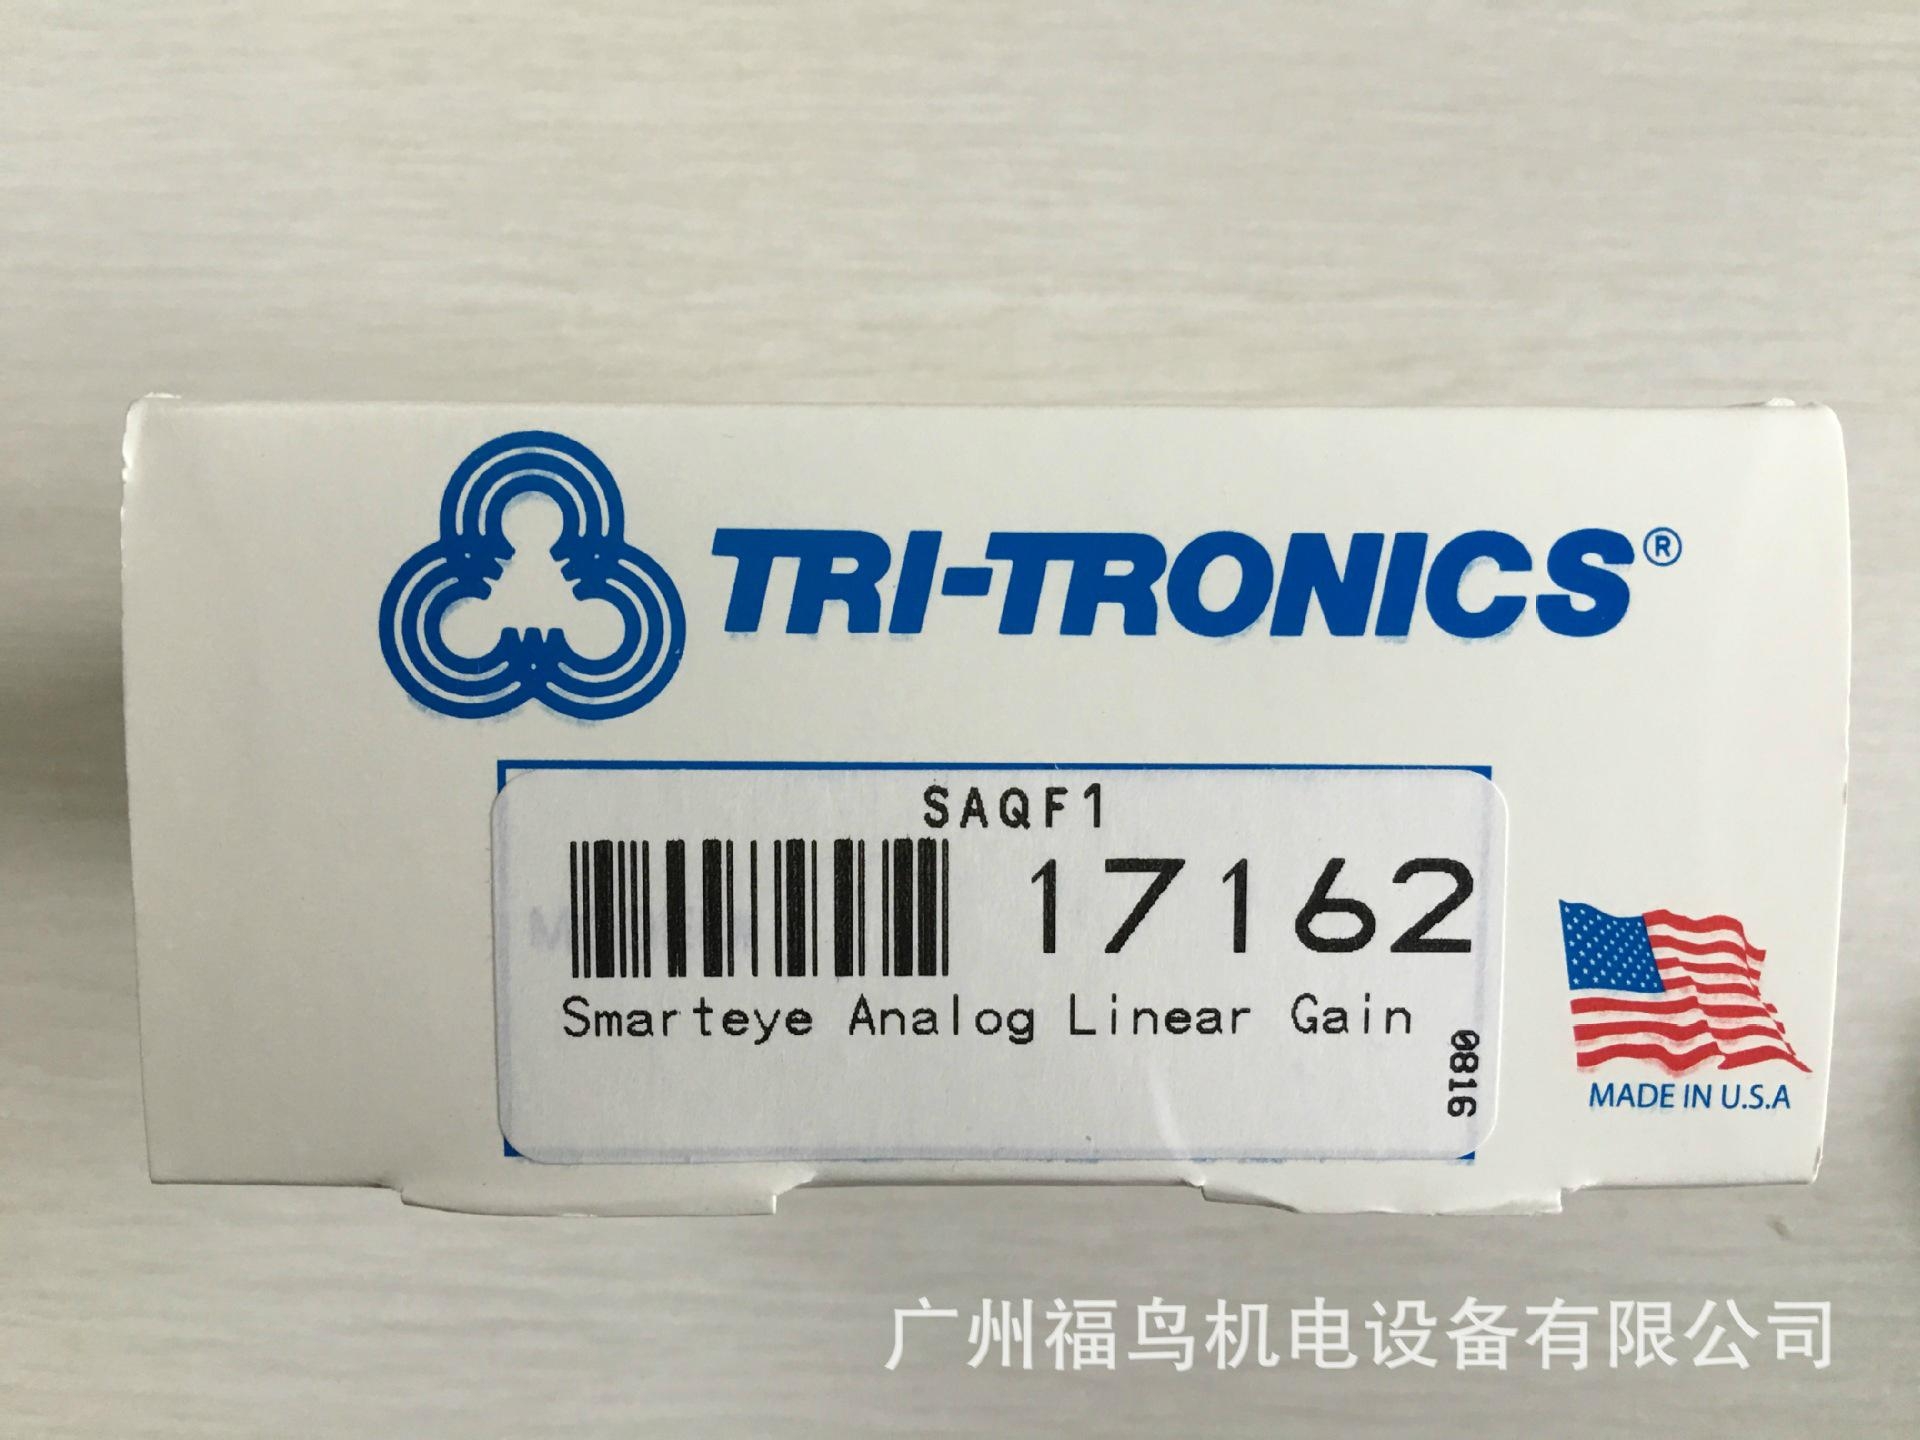 TRI-TRONICS®
SAQF1
17162
Smarteye Analog Linear Gain
0816
MADE IN U.S.A
广州福鸟机电设备有限公司